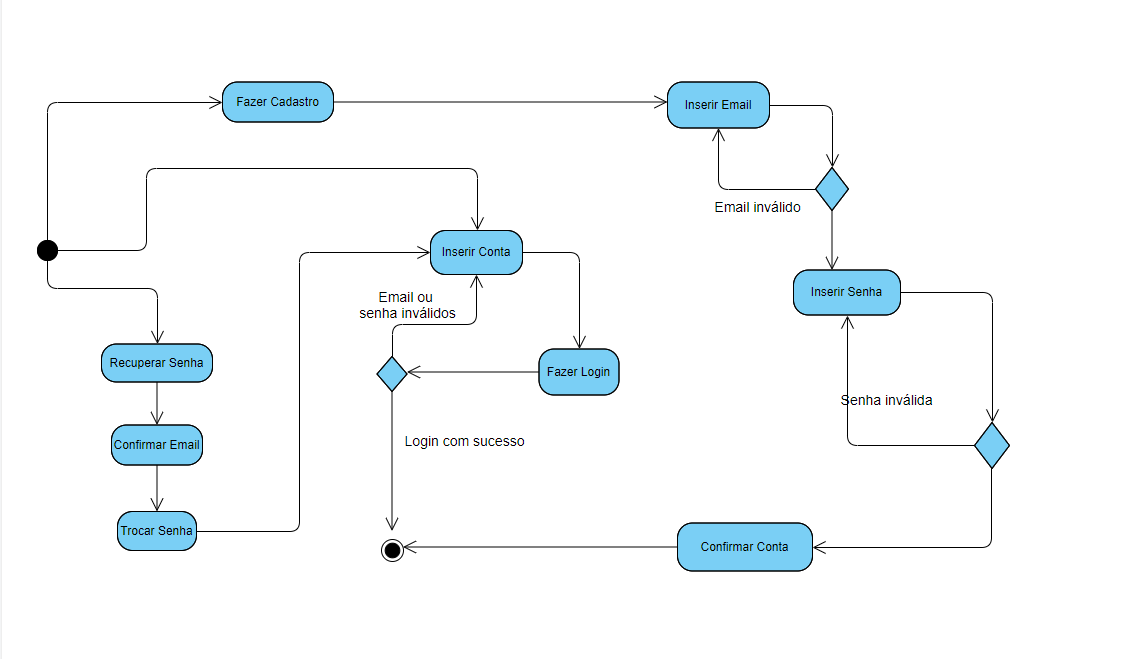 Fazer Cadastro
Inserir Email
Email inválido
Inserir Conta
Inserir Senha
Email ou
senha inválidos
Recuperar Senha
Fazer Login
Senha inválida
Confirmar Email
Login com sucesso
Trocar Senha
Confirmar Conta